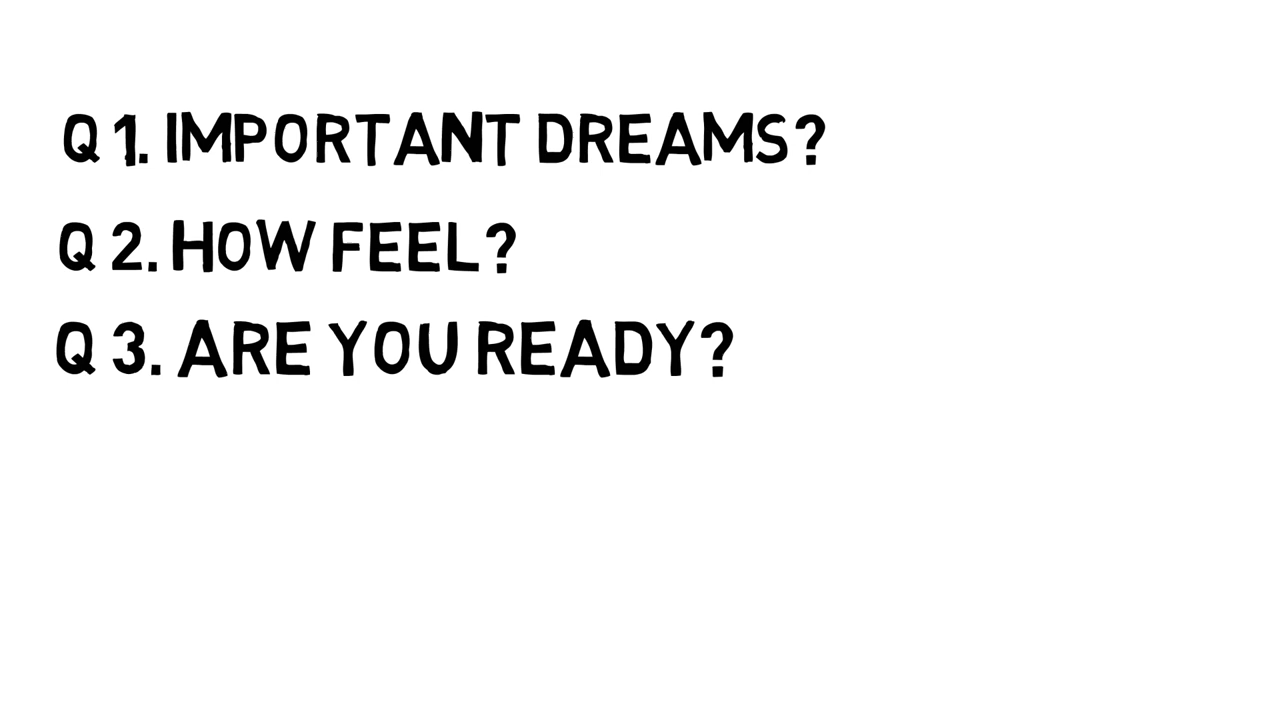 Q 1. IMPORTANT DREAMS?
Q 2. HOW FEEL?
Q 3. ARE YOU READY?